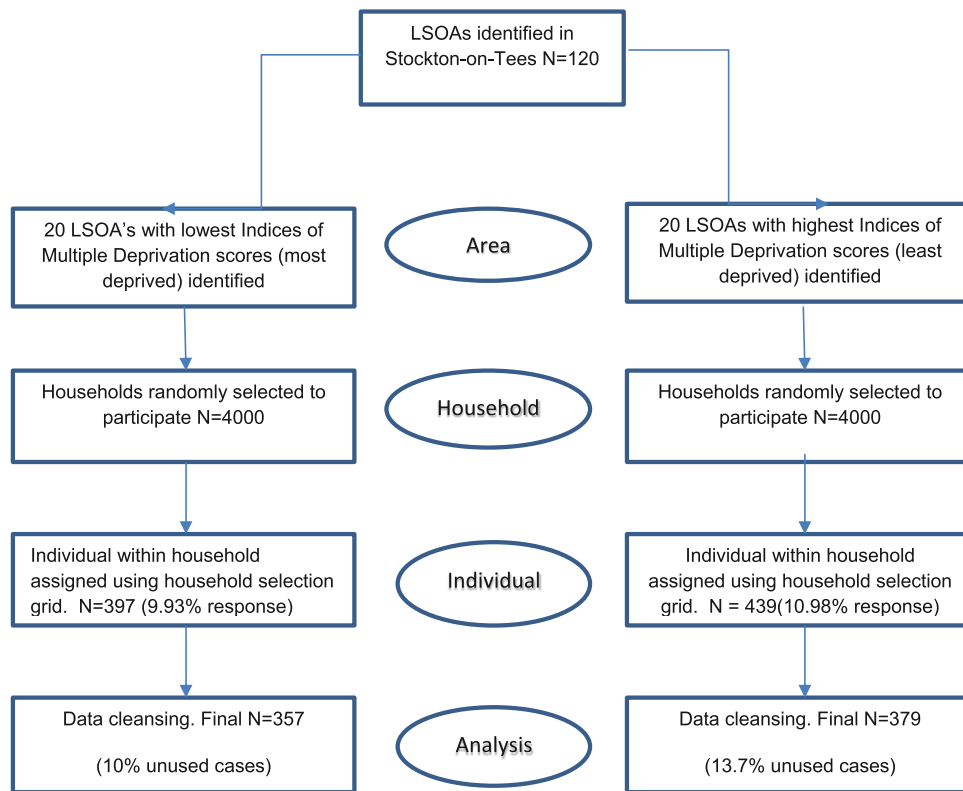 LSOAs identified in
Stockton-on-Tees N=120
20 LSOA's with lowest Indices of
Multiple Deprivation scores (most
deprived) identified
Area
20 LSOAs with highest Indices of
Multiple Deprivation scores (least
deprived) identified
Households randomly selected to
participate N=4000
Household
Households randomly selected to
participate N=4000
Individual within household
assigned using household selection
grid. N=397 (9.93% response)
Individual
Individual within household
assigned using household selection
grid. N = 439(10.98% response)
Data cleansing. Final N=357
(10% unused cases)
Analysis
Data cleansing. Final N=379
(13.7% unused cases)